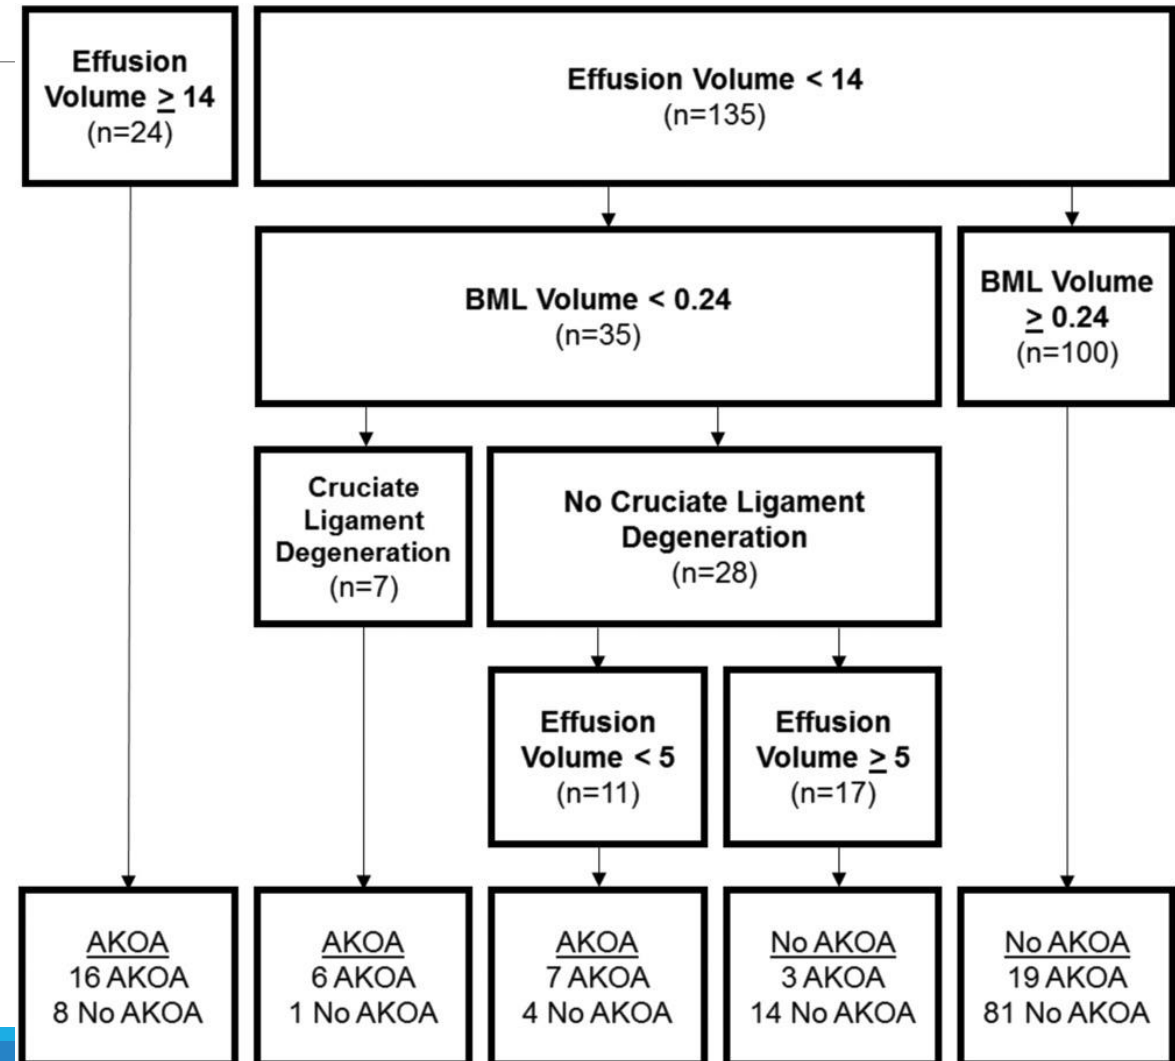 Effusion
Volume ≥ 14
(n=24)
Effusion Volume < 14
(n=135)
BML Volume < 0.24
(n=35)
BML Volume
≥ 0.24
(n=100)
Cruciate
Ligament
Degeneration
(n=7)
No Cruciate Ligament
Degeneration
(n=28)
Effusion
Volume < 5
(n=11)
Effusion
Volume ≥ 5
(n=17)
AKOA
16 AKOA
8 No AKOA
AKOA
6 AKOA
1 No AKOA
AKOA
7 AKOA
4 No AKOA
No AKOA
3 AKOA
14 No AKOA
No AKOA
19 AKOA
81 No AKOA